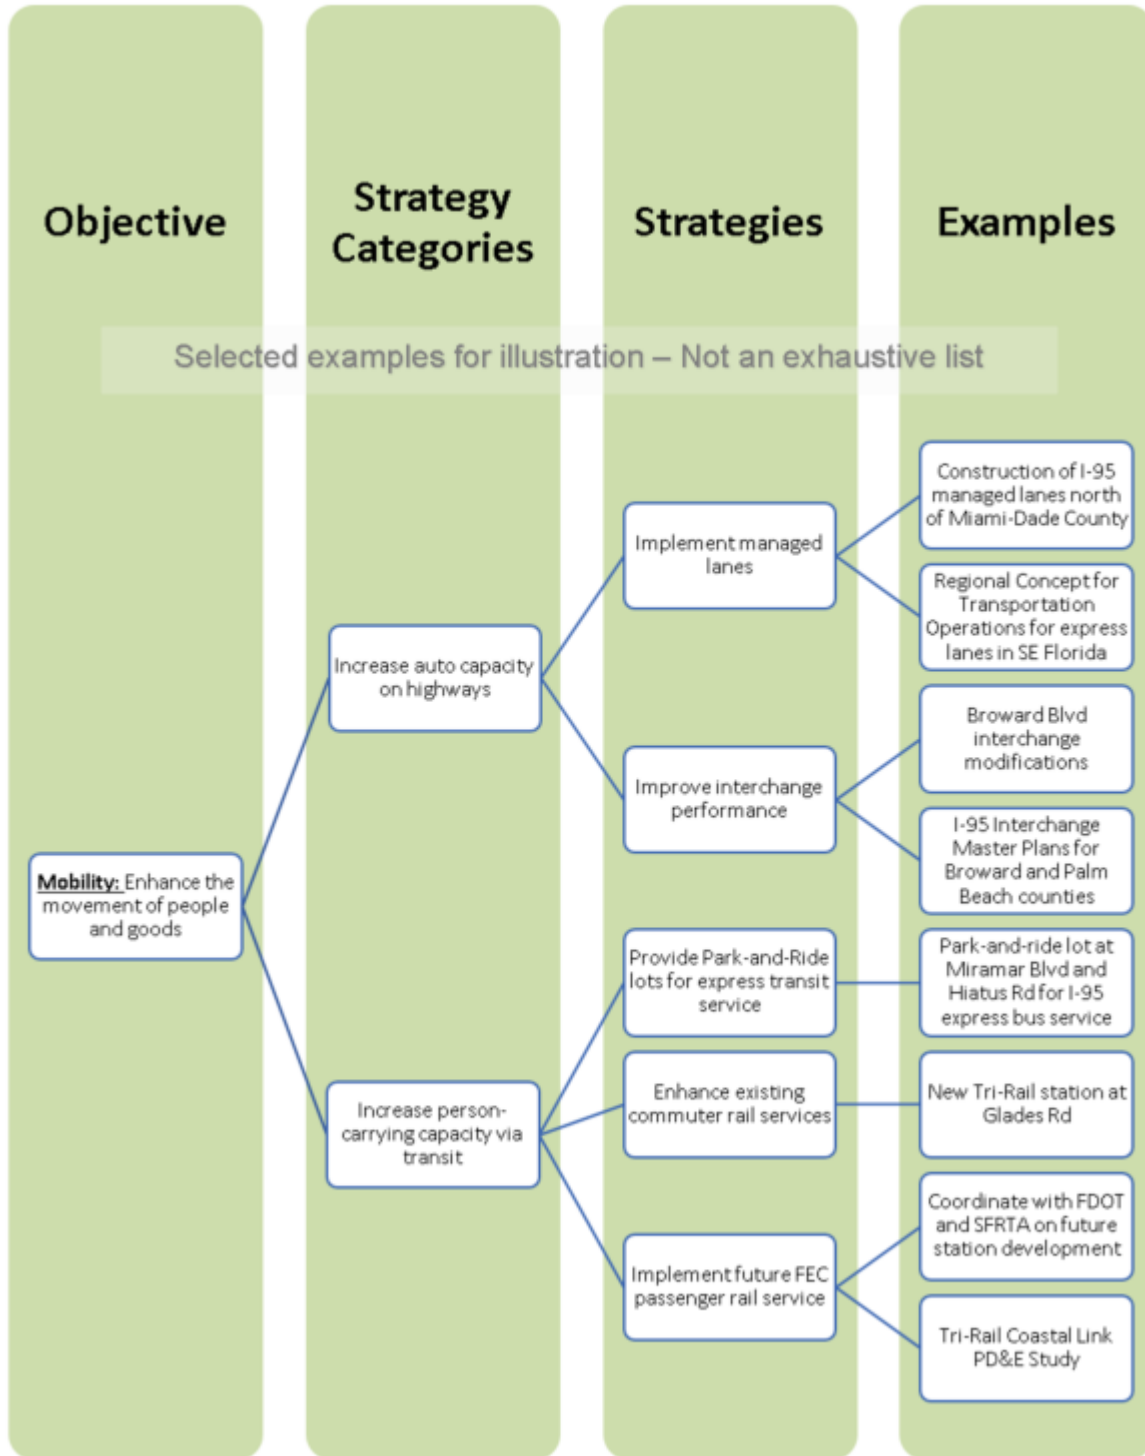 Objective
Strategy
Categories
Strategies
Examples
Selected examples for illustration – Not an exhaustive list
Mobility: Enhance the
movement of people
and goods
Increase auto capacity
on highways
Increase person-
carrying capacity via
transit
Implement managed
lanes
Improve interchange
performance
Provide Park-and-Ride
lots for express transit
service
Enhance existing
commuter rail services
Implement future FEC
passenger rail service
Construction of I-95
managed lanes north
of Miami-Dade County
Regional Concept for
Transportation
Operations for express
lanes in SE Florida
Broward Blvd
interchange
modifications
I-95 Interchange
Master Plans for
Broward and Palm
Beach counties
Park-and-ride lot at
Miramar Blvd and
Hiatus Rd for I-95
express bus service
New Tri-Rail station at
Glades Rd
Coordinate with FDOT
and SFRTA on future
station development
Tri-Rail Coastal Link
PD&E Study